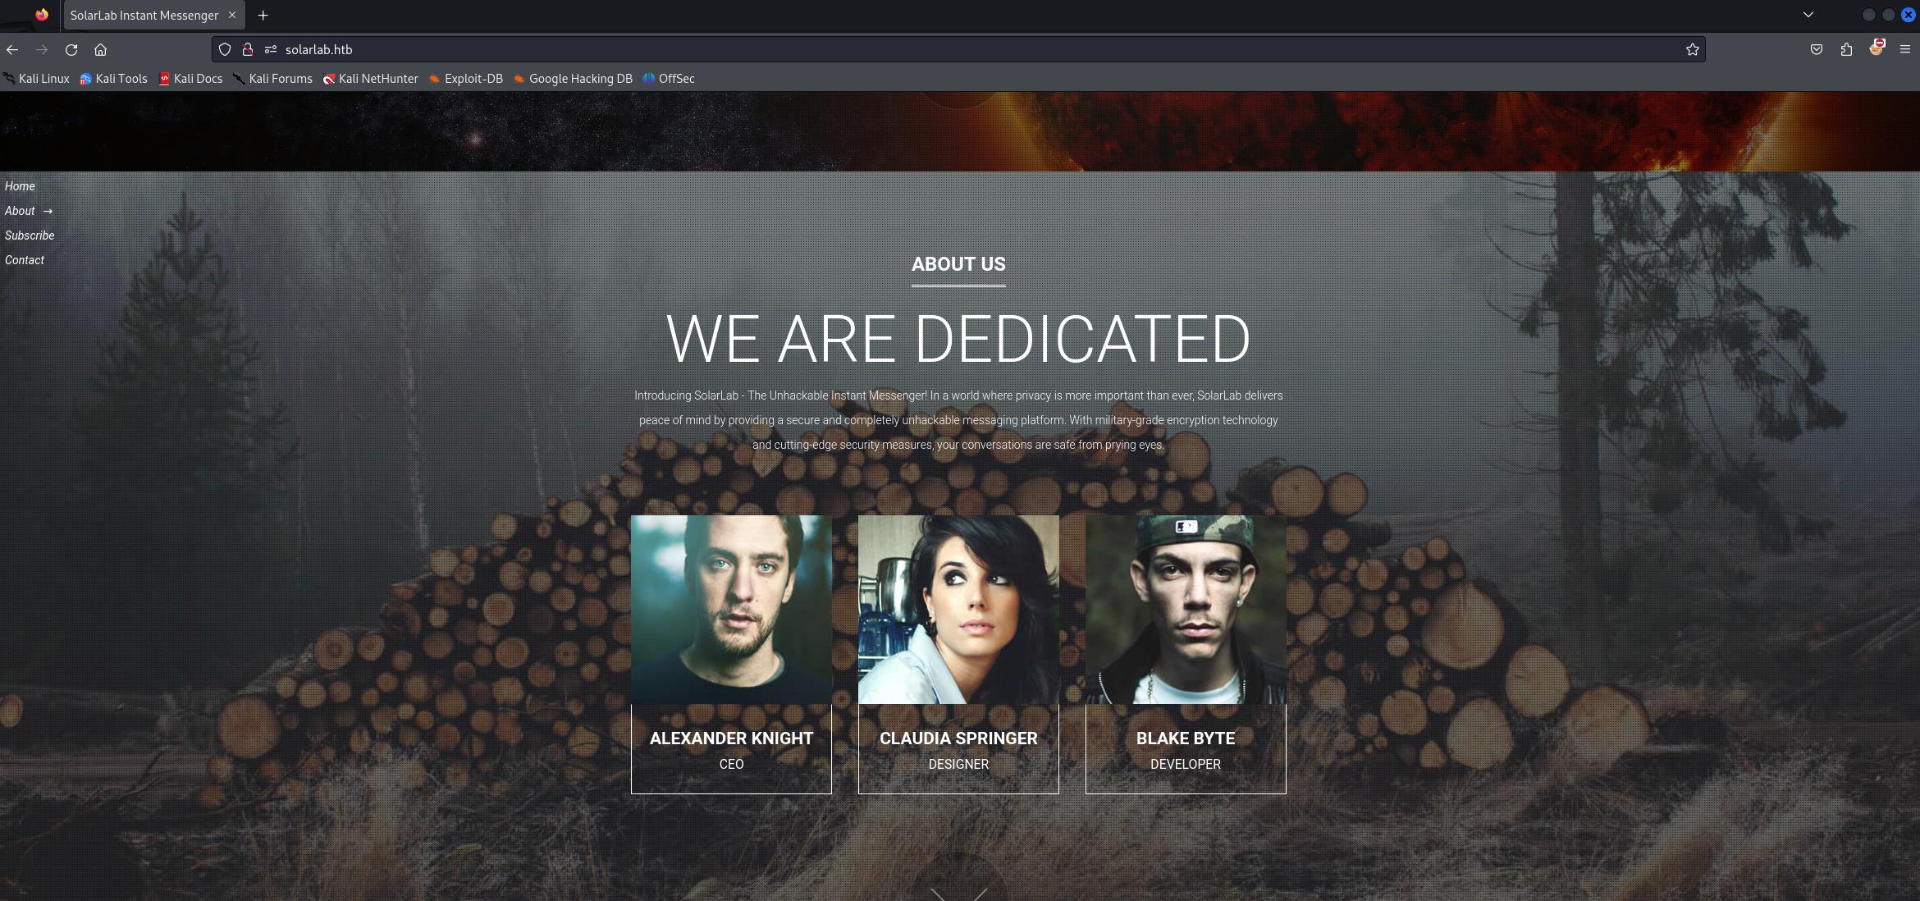 SolarLab Instant Messenger
solarlab.htb
Kali Linux Kali Tools Kali Docs Kali Forums Kali NetHunter Exploit-DB Google Hacking DB OffSec
Home
About →
Subscribe
Contact
ABOUT US
WE ARE DEDICATED
Introducing SolarLab - The Unhackable Instant Messenger! In a world where privacy is more important than ever, SolarLab delivers
peace of mind by providing a secure and completely unhackable messaging platform. With military-grade encryption technology
and cutting-edge security measures, your conversations are safe from prying eyes.
ALEXANDER KNIGHT
CEO
CLAUDIA SPRINGER
DESIGNER
BLAKE BYTE
DEVELOPER